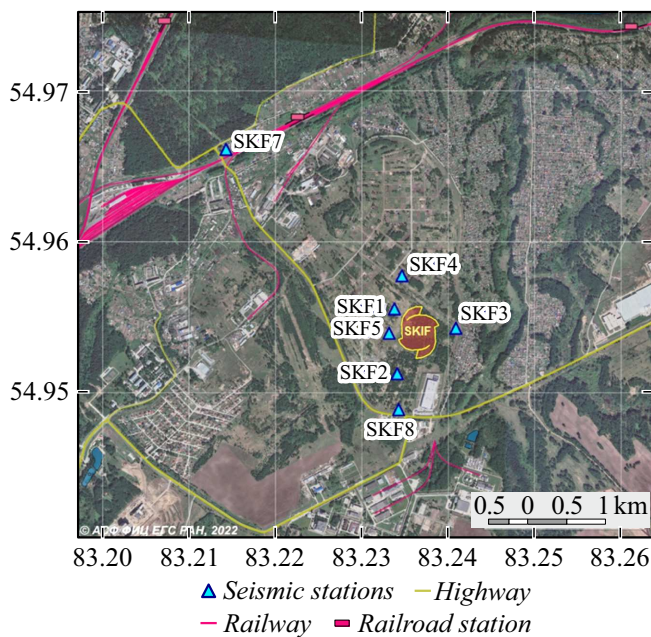 54.97
SKF7
54.96
SKF4
SKF1
SKF3
SKF5
SKIF
SKF2
54.95
SKF8
0.5 0 0.5 1 km
© АСФ ФИЦ ЕГС РАН, 2022
83.20 83.21 83.22 83.23 83.24 83.25 83.26
Seismic stations Highway
Railway Railroad station